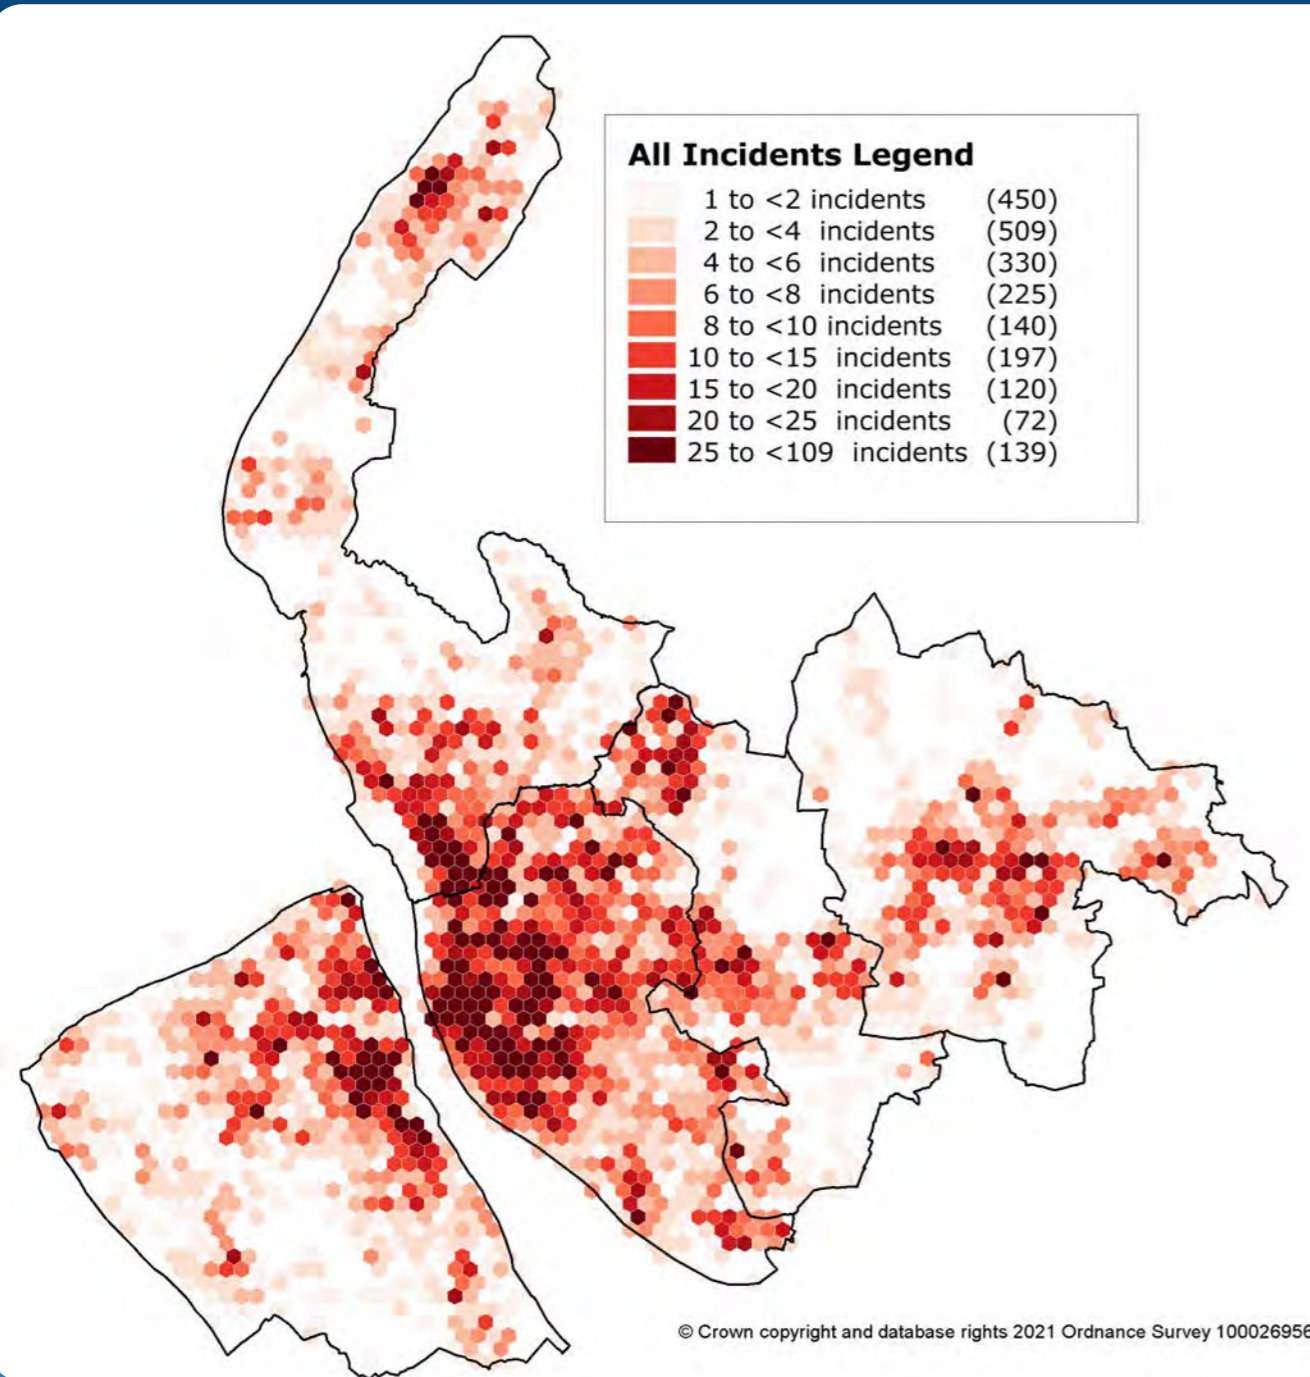 All Incidents Legend
1 to <2 incidents (450)
2 to <4 incidents (509)
4 to <6 incidents (330)
6 to <8 incidents (225)
8 to <10 incidents (140)
10 to <15 incidents (197)
15 to <20 incidents (120)
20 to <25 incidents (72)
25 to <109 incidents (139)
© Crown copyright and database rights 2021 Ordnance Survey 100026956